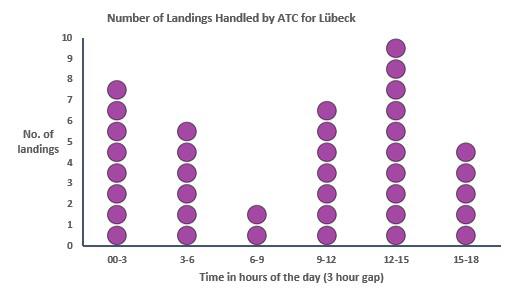 Number of Landings Handled by ATC for Lübeck
10
9
8
7
6
5
4
3
2
1
0
No. of
landings
00-3 3-6 6-9 9-12 12-15 15-18
Time in hours of the day (3 hour gap)